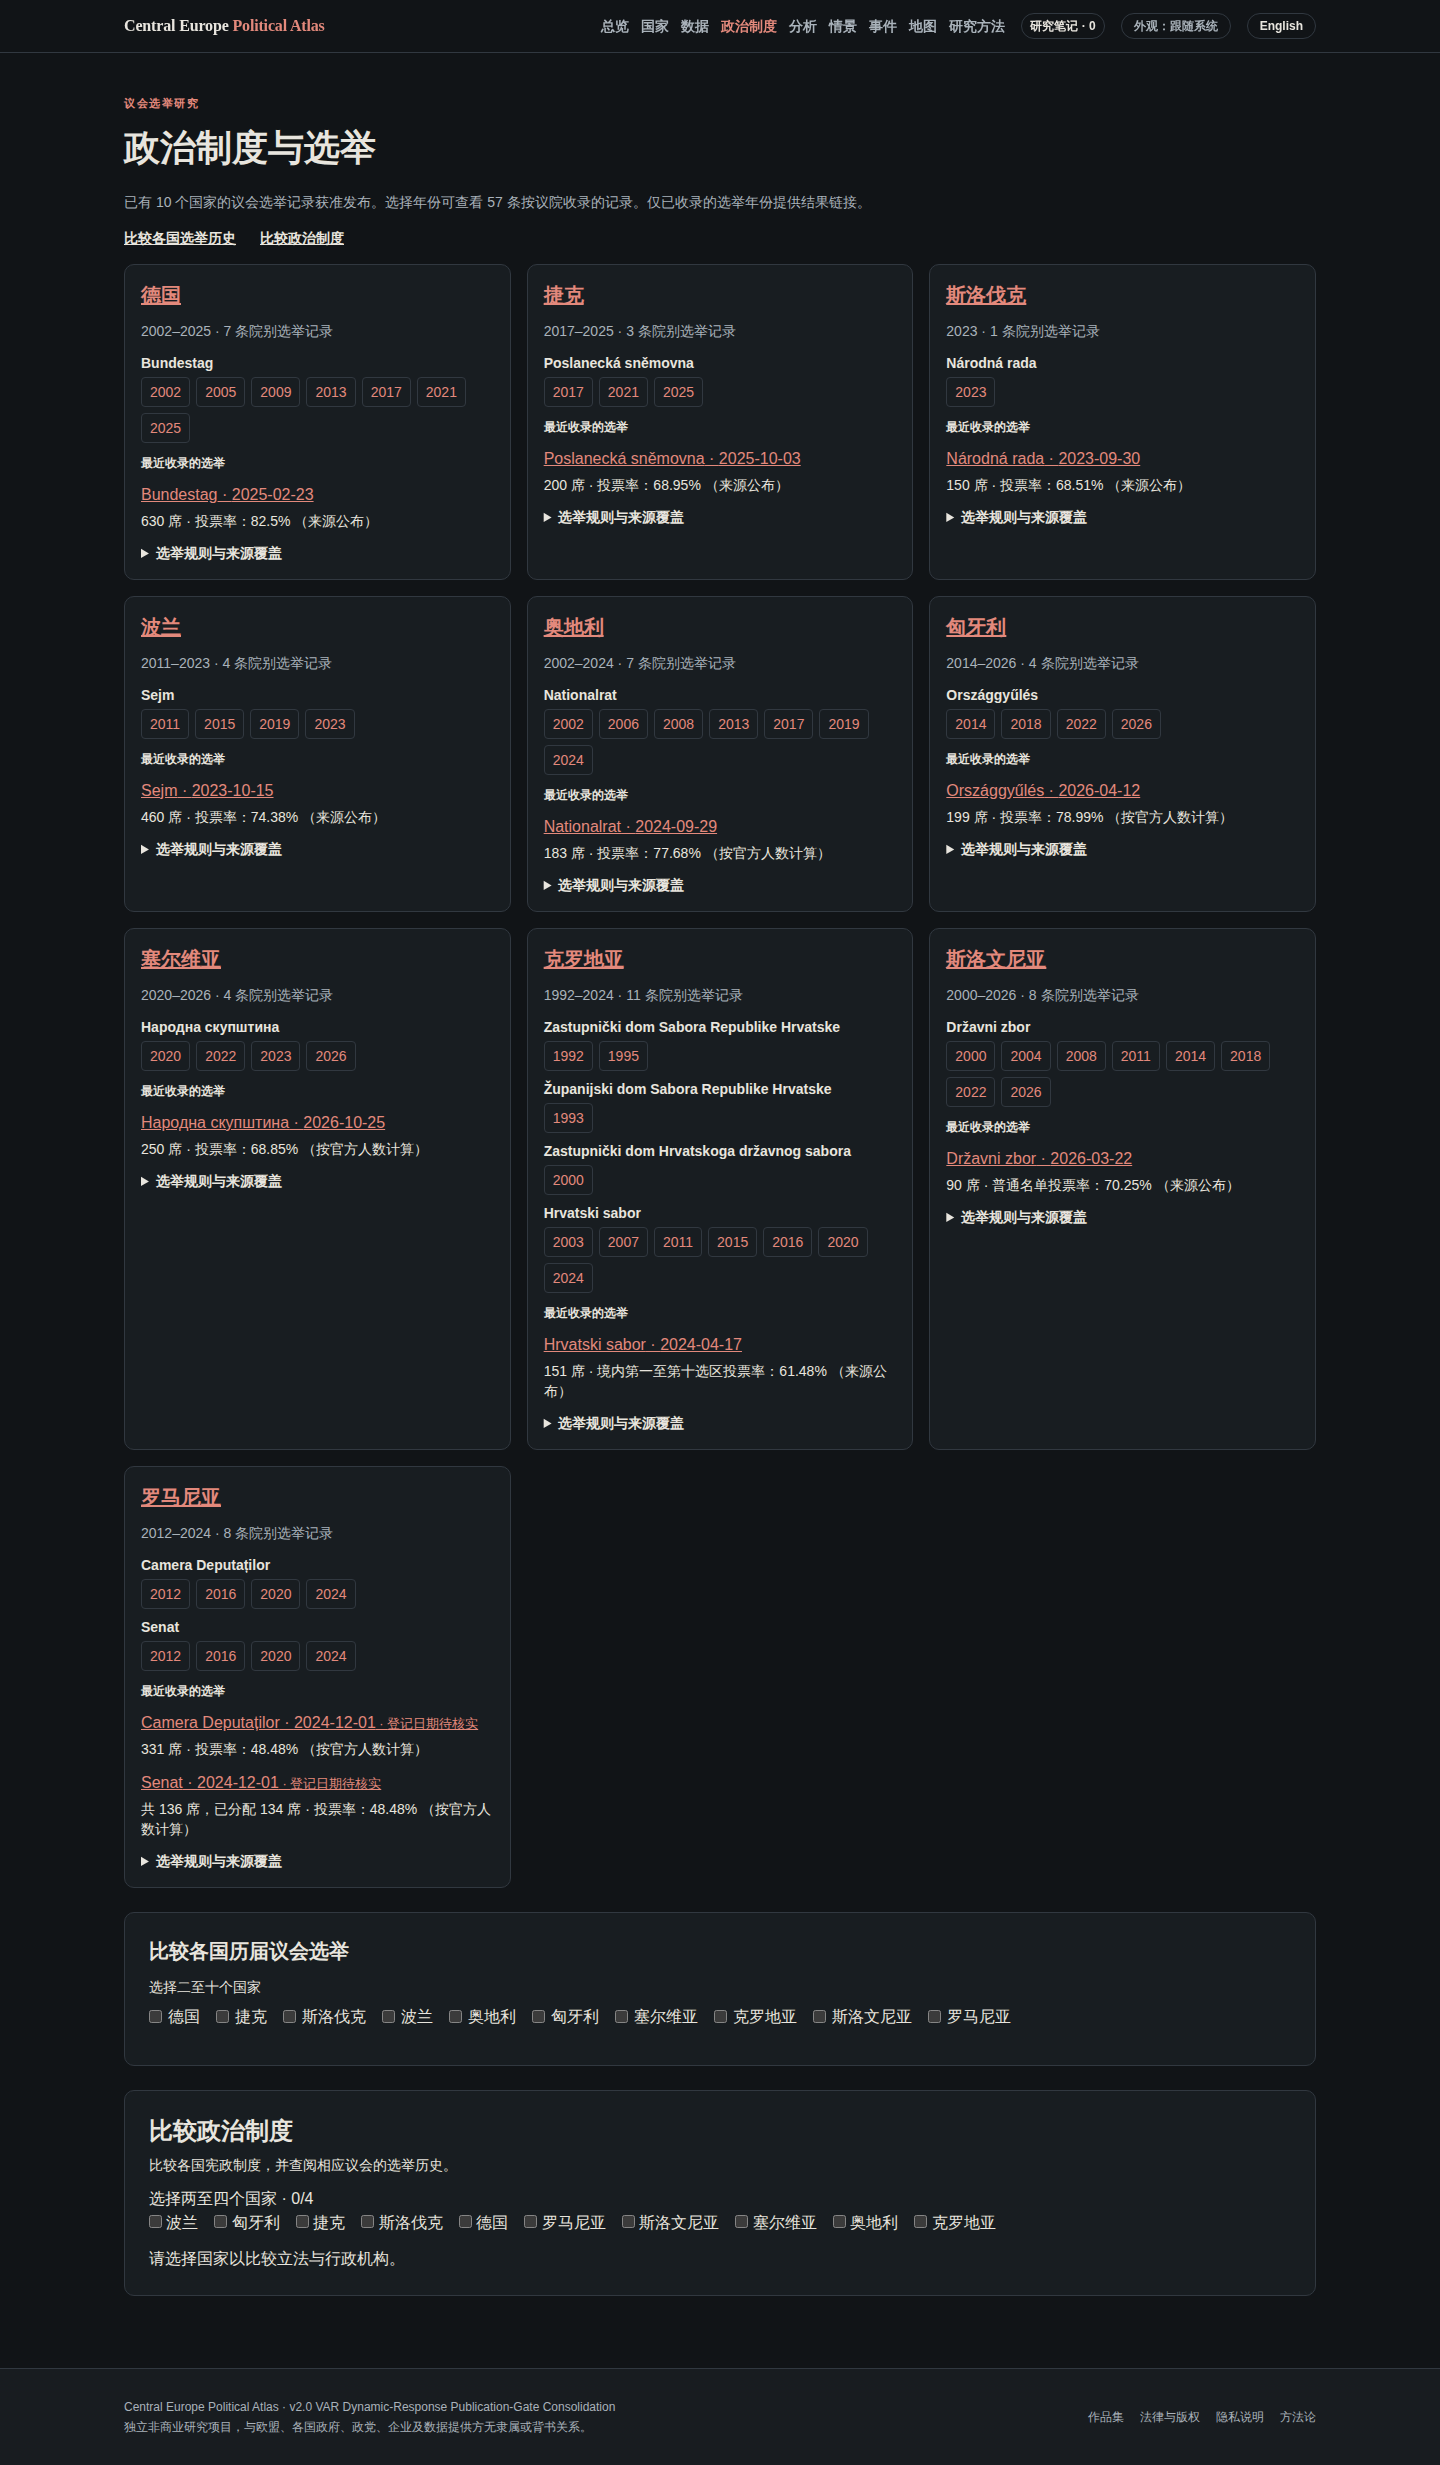 Central Europe Political Atlas
总览 国家 数据 政治制度 分析 情景 事件 地图 研究方法 研究笔记 · 0 外观：跟随系统 English
议会选举研究
政治制度与选举
已有 10 个国家的议会选举记录获准发布。选择年份可查看 57 条按议院收录的记录。仅已收录的选举年份提供结果链接。
比较各国选举历史 比较政治制度
德国
2002–2025 · 7 条院别选举记录
Bundestag
2002 2005 2009 2013 2017 2021
2025
最近收录的选举
Bundestag · 2025-02-23
630 席 · 投票率：82.5% （来源公布）
▶ 选举规则与来源覆盖
捷克
2017–2025 · 3 条院别选举记录
Poslanecká sněmovna
2017 2021 2025
最近收录的选举
Poslanecká sněmovna · 2025-10-03
200 席 · 投票率：68.95% （来源公布）
▶ 选举规则与来源覆盖
斯洛伐克
2023 · 1 条院别选举记录
Národná rada
2023
最近收录的选举
Národná rada · 2023-09-30
150 席 · 投票率：68.51% （来源公布）
▶ 选举规则与来源覆盖
波兰
2011–2023 · 4 条院别选举记录
Sejm
2011 2015 2019 2023
最近收录的选举
Sejm · 2023-10-15
460 席 · 投票率：74.38% （来源公布）
▶ 选举规则与来源覆盖
奥地利
2002–2024 · 7 条院别选举记录
Nationalrat
2002 2006 2008 2013 2017 2019
2024
最近收录的选举
Nationalrat · 2024-09-29
183 席 · 投票率：77.68% （按官方人数计算）
▶ 选举规则与来源覆盖
匈牙利
2014–2026 · 4 条院别选举记录
Országgyűlés
2014 2018 2022 2026
最近收录的选举
Országgyűlés · 2026-04-12
199 席 · 投票率：78.99% （按官方人数计算）
▶ 选举规则与来源覆盖
塞尔维亚
2020–2026 · 4 条院别选举记录
Народна скупштина
2020 2022 2023 2026
最近收录的选举
Народна скупштина · 2026-10-25
250 席 · 投票率：68.85% （按官方人数计算）
▶ 选举规则与来源覆盖
克罗地亚
1992–2024 · 11 条院别选举记录
Zastupnički dom Sabora Republike Hrvatske
1992 1995
Županijski dom Sabora Republike Hrvatske
1993
Zastupnički dom Hrvatskoga državnog sabora
2000
Hrvatski sabor
2003 2007 2011 2015 2016 2020
2024
最近收录的选举
Hrvatski sabor · 2024-04-17
151 席 · 境内第一至第十选区投票率：61.48% （来源公
布）
▶ 选举规则与来源覆盖
斯洛文尼亚
2000–2026 · 8 条院别选举记录
Državni zbor
2000 2004 2008 2011 2014 2018
2022 2026
最近收录的选举
Državni zbor · 2026-03-22
90 席 · 普通名单投票率：70.25% （来源公布）
▶ 选举规则与来源覆盖
罗马尼亚
2012–2024 · 8 条院别选举记录
Camera Deputaților
2012 2016 2020 2024
Senat
2012 2016 2020 2024
最近收录的选举
Camera Deputaților · 2024-12-01 · 登记日期待核实
331 席 · 投票率：48.48% （按官方人数计算）
Senat · 2024-12-01 · 登记日期待核实
共 136 席，已分配 134 席 · 投票率：48.48% （按官方人
数计算）
▶ 选举规则与来源覆盖
比较各国历届议会选举
选择二至十个国家
德国 捷克 斯洛伐克 波兰 奥地利 匈牙利 塞尔维亚 克罗地亚 斯洛文尼亚 罗马尼亚
比较政治制度
比较各国宪政制度，并查阅相应议会的选举历史。
选择两至四个国家 · 0/4
波兰 匈牙利 捷克 斯洛伐克 德国 罗马尼亚 斯洛文尼亚 塞尔维亚 奥地利 克罗地亚
请选择国家以比较立法与行政机构。
Central Europe Political Atlas · v2.0 VAR Dynamic-Response Publication-Gate Consolidation
独立非商业研究项目，与欧盟、各国政府、政党、企业及数据提供方无隶属或背书关系。
作品集 法律与版权 隐私说明 方法论